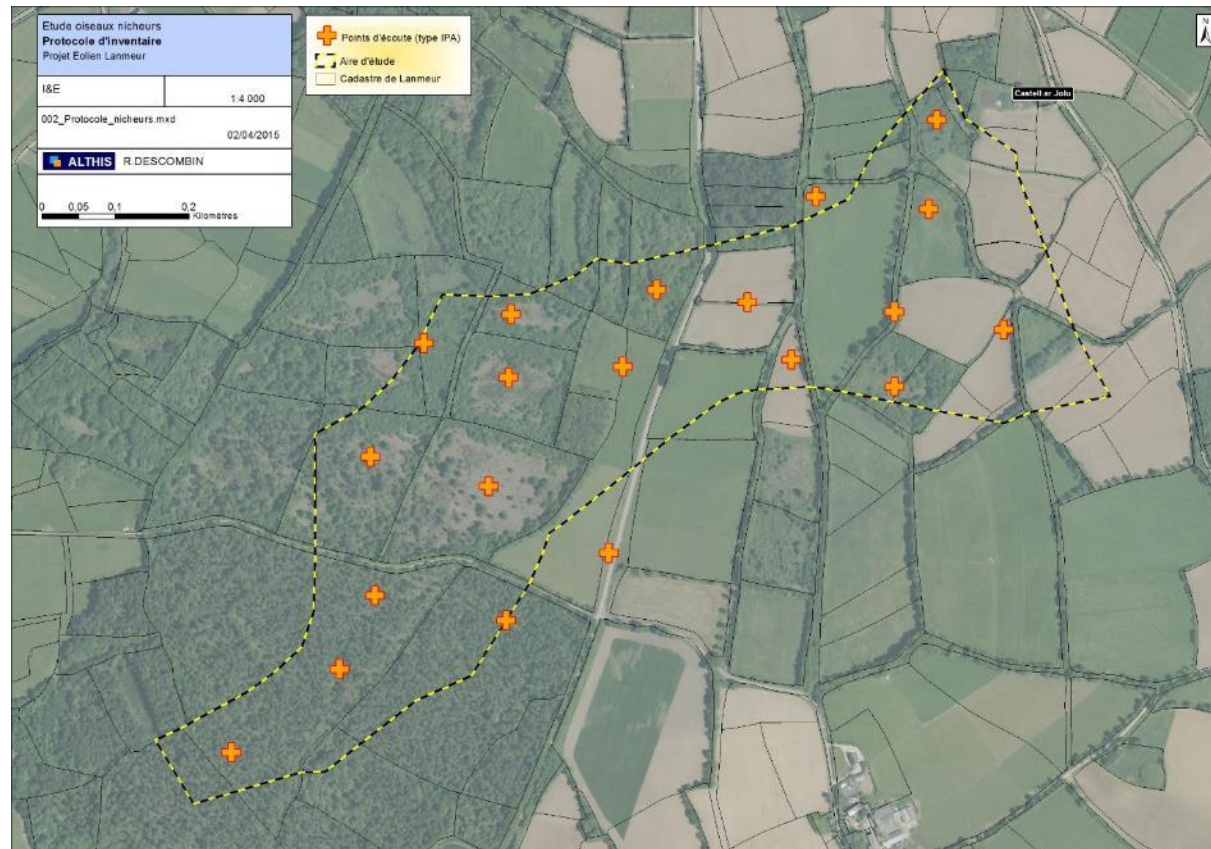 Etude oiseaux nicheurs
Protocole d'inventaire
Projet Eolien Lanmeur
I&E
1:4 000
002_Protocole_nicheurs.mxd
02/04/2015
ALTHIS R.DESCOMBIN
0 0,05 0,1 0,2
Kilomètres
Points d'écoute (type IPA)
Aire d'étude
Cadastre de Lanmeur
N
Castell ar Jolu